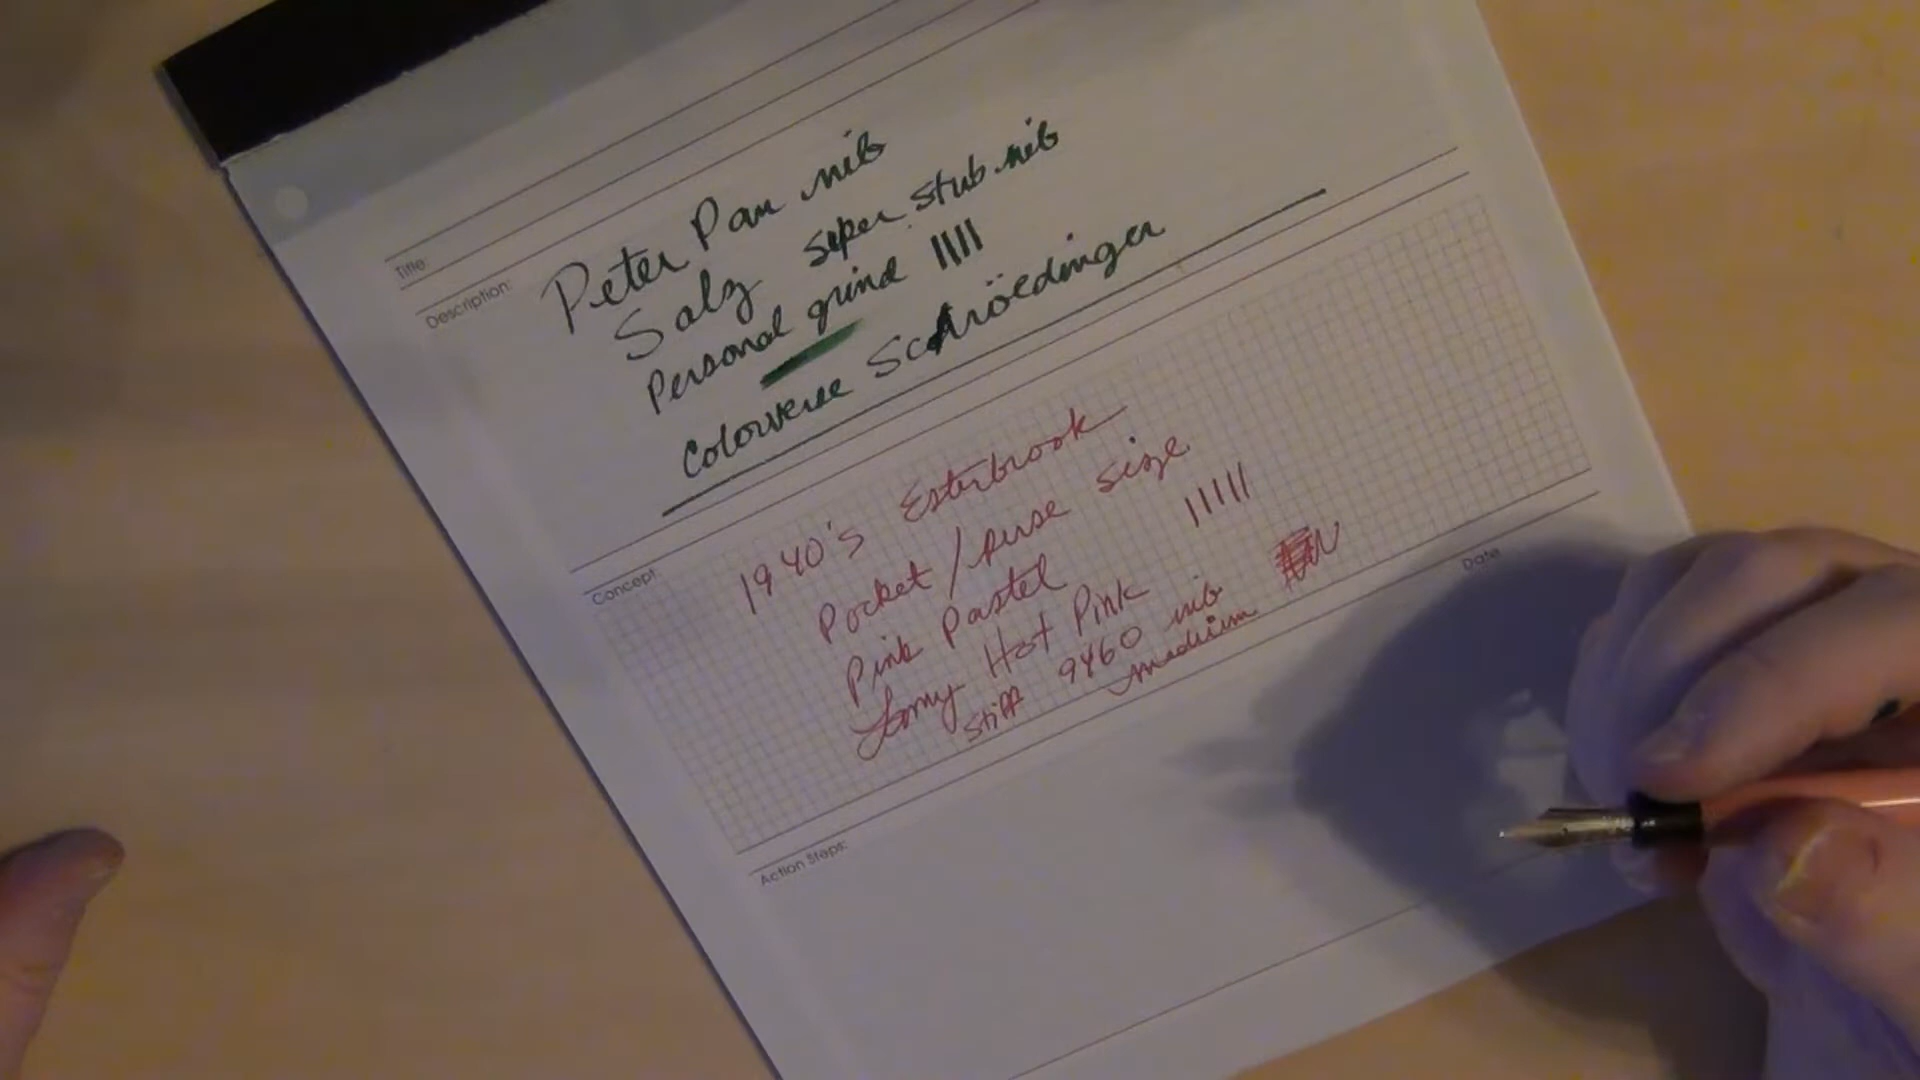 Title:
Description:
Peter Pan nib
Salz super stub nib
Personal grind
Colorverse Schröedinger
Concept:
1940's Esterbrook
Pocket / purse size
Pink Pastel
Lamy Hot Pink
Stiff 9460 nib
medium
Date
Action Steps: